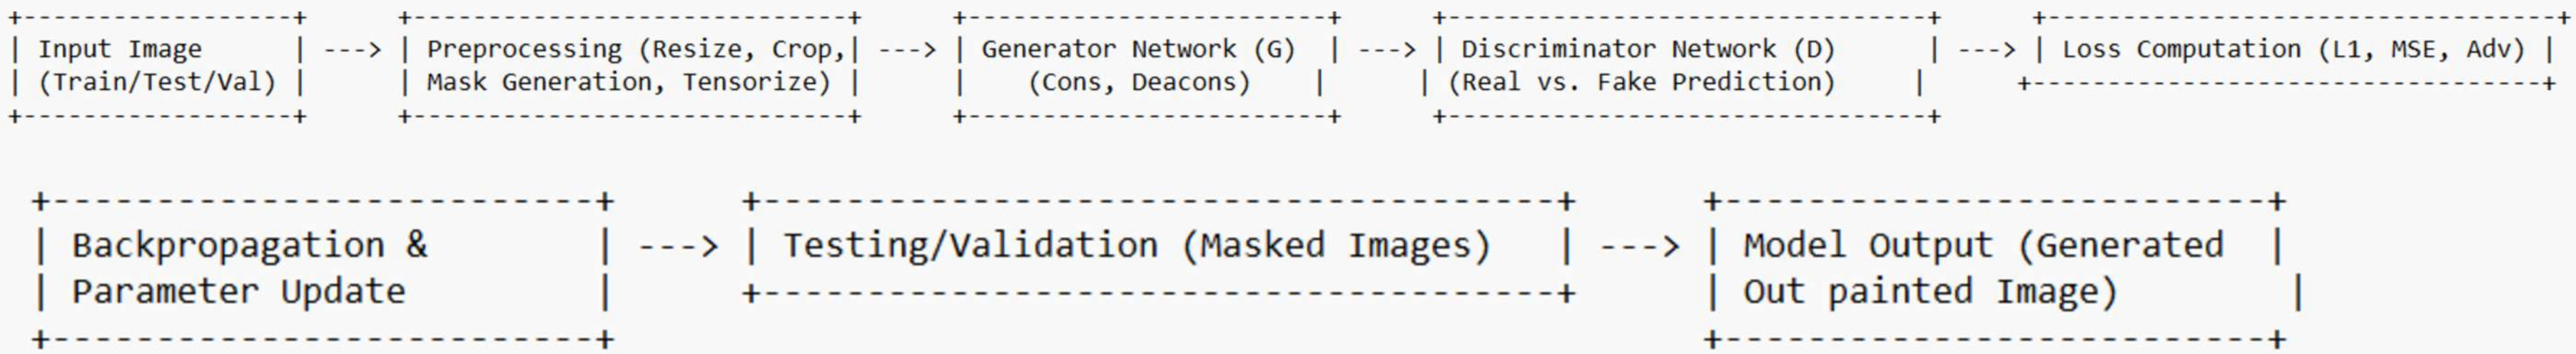 +-------------------+ +-----------------------------+ +-------------------------+ +--------------------------------+ +-----------------------------------+
| Input Image | ---> | Preprocessing (Resize, Crop,| ---> | Generator Network (G) | ---> | Discriminator Network (D) | ---> | Loss Computation (L1, MSE, Adv) |
| (Train/Test/Val) | | Mask Generation, Tensorize) | | (Cons, Deacons) | | (Real vs. Fake Prediction) | +-----------------------------------+
+-------------------+ +-----------------------------+ +-------------------------+ +--------------------------------+
+---------------------------+ +---------------------------------------+ +---------------------------+
| Backpropagation & | ---> | Testing/Validation (Masked Images) | ---> | Model Output (Generated |
| Parameter Update | +---------------------------------------+ | Out painted Image) |
+---------------------------+ +---------------------------+